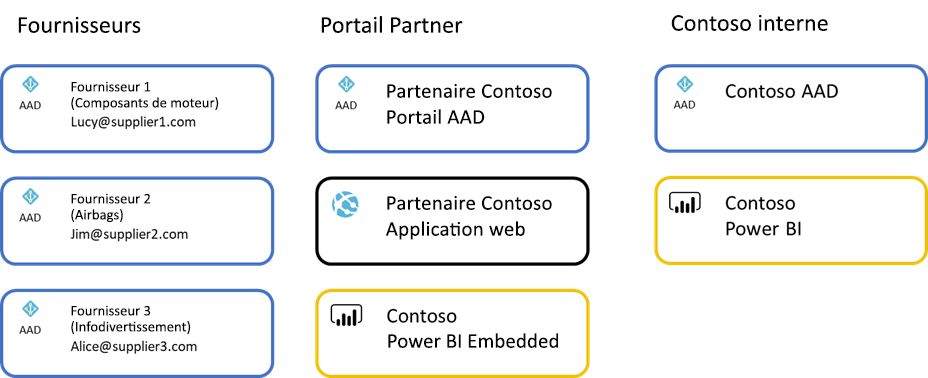 Fournisseurs
AAD
Fournisseur 1
(Composants de moteur)
Lucy@supplier1.com
AAD
Fournisseur 2
(Airbags)
Jim@supplier2.com
AAD
Fournisseur 3
(Infodivertissement)
Alice@supplier3.com
Portail Partner
AAD
Partenaire Contoso
Portail AAD
Partenaire Contoso
Application web
Contoso
Power BI Embedded
Contoso interne
AAD
Contoso AAD
Contoso
Power BI